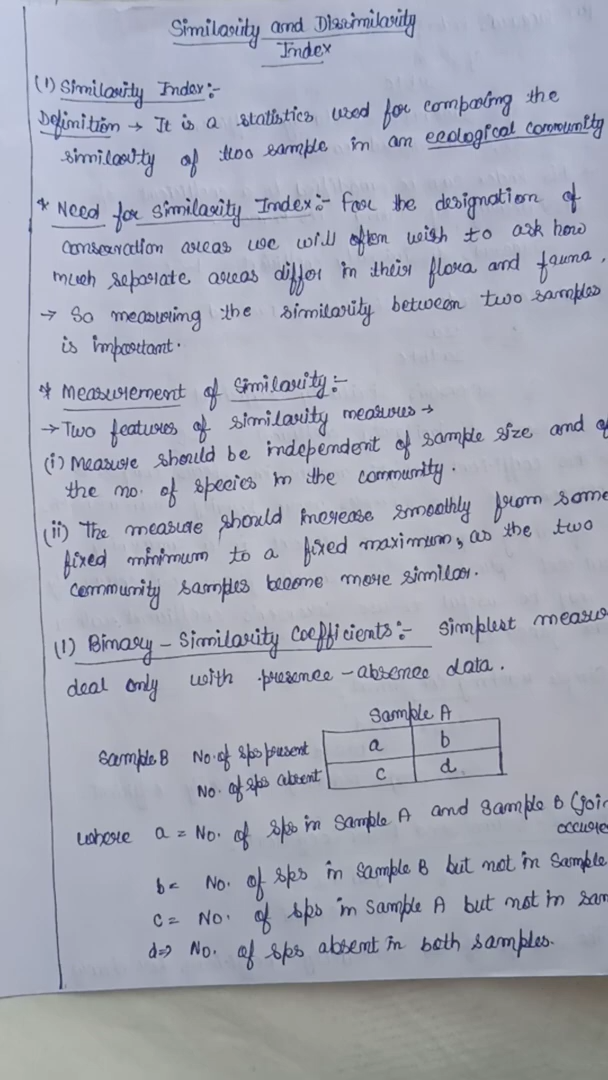 Similarity and Dissimilarity
Index
(1) Similarity Index:-
Definition → It is a statistics used for comparing the
similarity of two sample in an ecological community
* Need for similarity Index:- For the designation of
conservation areas we will often wish to ask how
much separate areas differ in their flora and fauna.
→ So measuring the similarity between two samples
is important.
* Measurement of similarity:-
→ Two features of similarity measures →
(i) Measure should be independent of sample size and of
the no. of species in the community.
(ii) The measure should increase smoothly from some
fixed minimum to a fixed maximum, as the two
community samples become more similar.
(1) Binary - Similarity Coefficients:- simplest measur
deal only with presence - absence data.
Sample A
Sample B No. of sps present a b
No. of sps absent c d
where a = No. of sps in sample A and sample B (join
occure
b = No. of sps in sample B but not in sample
c = No. of sps in sample A but not in sam
d => No. of sps absent in both samples.